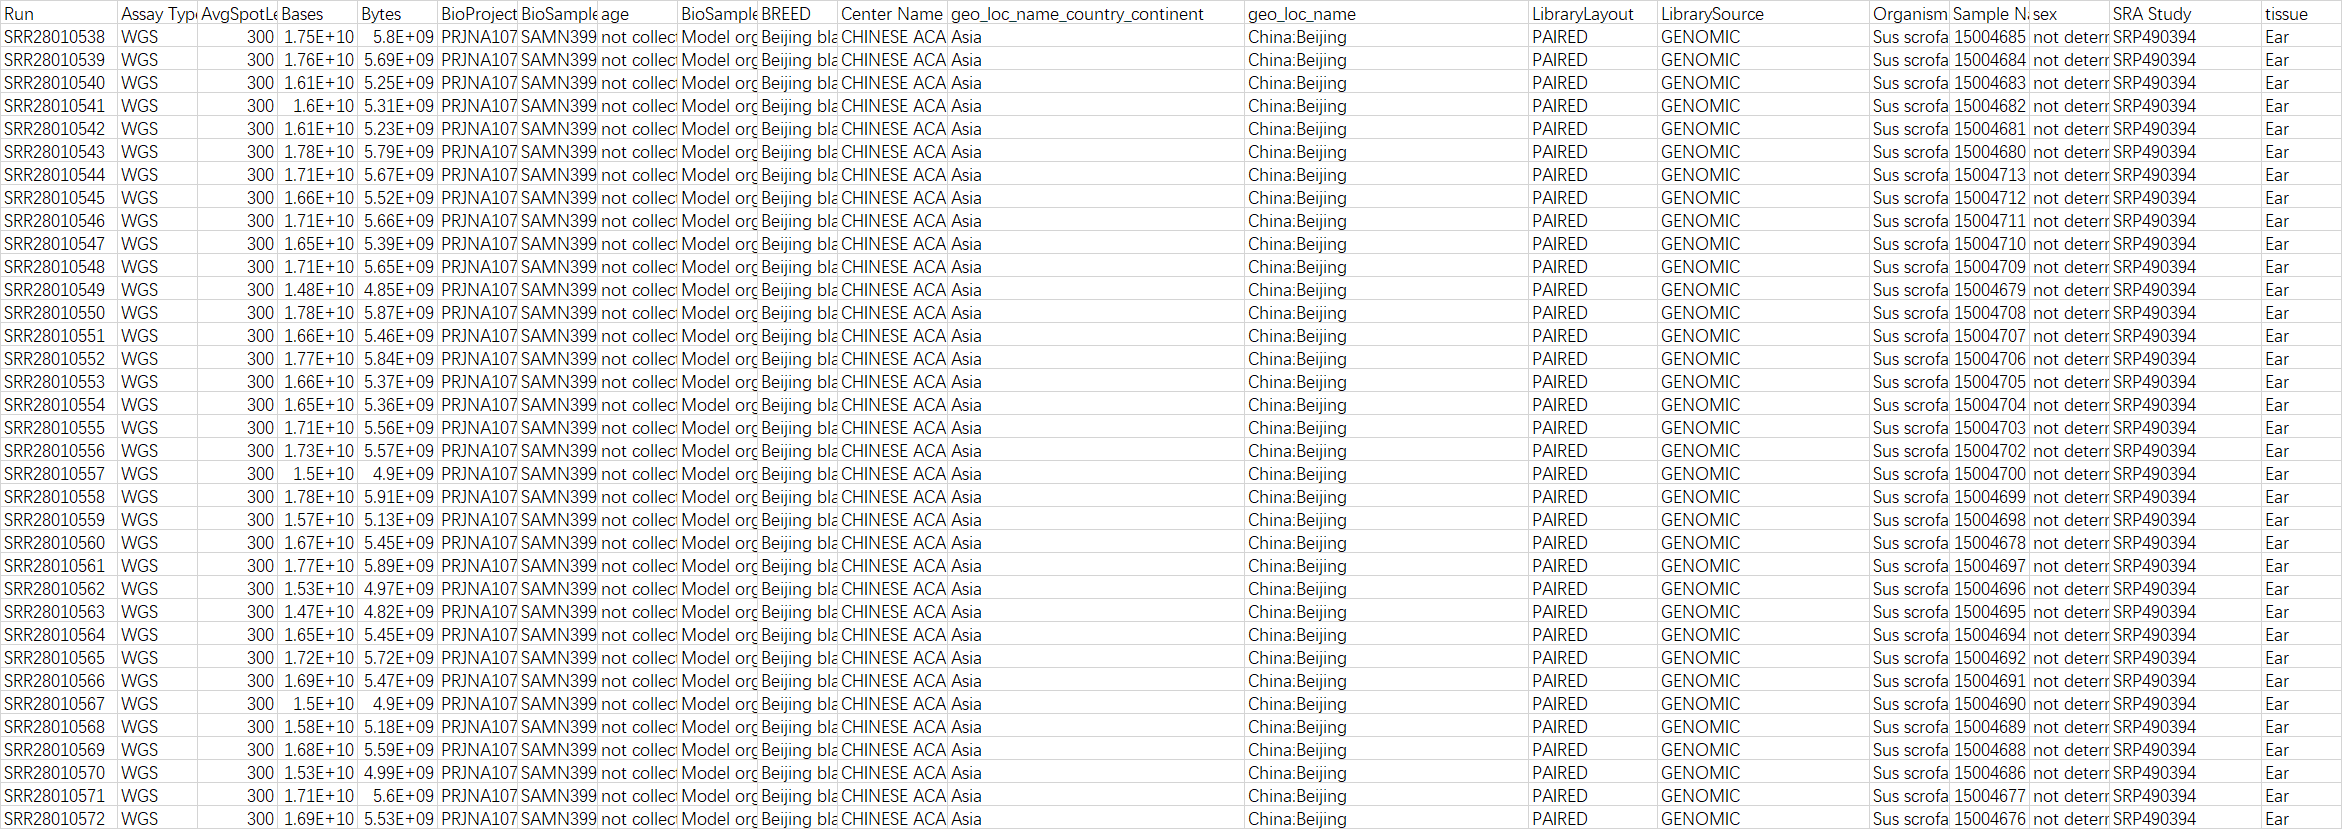 Run Assay Typ AvgSpotLe Bases Bytes BioProject BioSample age BioSample BREED Center Name geo_loc_name_country_continent geo_loc_name LibraryLayout LibrarySource Organism Sample Na sex SRA Study tissue
SRR28010538 WGS 300 1.75E+10 5.8E+09 PRJNA107 SAMN399 not collect Model org Beijing bla CHINESE ACA Asia China:Beijing PAIRED GENOMIC Sus scrofa 15004685 not deterr SRP490394 Ear
SRR28010539 WGS 300 1.76E+10 5.69E+09 PRJNA107 SAMN399 not collect Model org Beijing bla CHINESE ACA Asia China:Beijing PAIRED GENOMIC Sus scrofa 15004684 not deterr SRP490394 Ear
SRR28010540 WGS 300 1.61E+10 5.25E+09 PRJNA107 SAMN399 not collect Model org Beijing bla CHINESE ACA Asia China:Beijing PAIRED GENOMIC Sus scrofa 15004683 not deterr SRP490394 Ear
SRR28010541 WGS 300 1.6E+10 5.31E+09 PRJNA107 SAMN399 not collect Model org Beijing bla CHINESE ACA Asia China:Beijing PAIRED GENOMIC Sus scrofa 15004682 not deterr SRP490394 Ear
SRR28010542 WGS 300 1.61E+10 5.23E+09 PRJNA107 SAMN399 not collect Model org Beijing bla CHINESE ACA Asia China:Beijing PAIRED GENOMIC Sus scrofa 15004681 not deterr SRP490394 Ear
SRR28010543 WGS 300 1.78E+10 5.79E+09 PRJNA107 SAMN399 not collect Model org Beijing bla CHINESE ACA Asia China:Beijing PAIRED GENOMIC Sus scrofa 15004680 not deterr SRP490394 Ear
SRR28010544 WGS 300 1.71E+10 5.67E+09 PRJNA107 SAMN399 not collect Model org Beijing bla CHINESE ACA Asia China:Beijing PAIRED GENOMIC Sus scrofa 15004713 not deterr SRP490394 Ear
SRR28010545 WGS 300 1.66E+10 5.52E+09 PRJNA107 SAMN399 not collect Model org Beijing bla CHINESE ACA Asia China:Beijing PAIRED GENOMIC Sus scrofa 15004712 not deterr SRP490394 Ear
SRR28010546 WGS 300 1.71E+10 5.66E+09 PRJNA107 SAMN399 not collect Model org Beijing bla CHINESE ACA Asia China:Beijing PAIRED GENOMIC Sus scrofa 15004711 not deterr SRP490394 Ear
SRR28010547 WGS 300 1.65E+10 5.39E+09 PRJNA107 SAMN399 not collect Model org Beijing bla CHINESE ACA Asia China:Beijing PAIRED GENOMIC Sus scrofa 15004710 not deterr SRP490394 Ear
SRR28010548 WGS 300 1.71E+10 5.65E+09 PRJNA107 SAMN399 not collect Model org Beijing bla CHINESE ACA Asia China:Beijing PAIRED GENOMIC Sus scrofa 15004709 not deterr SRP490394 Ear
SRR28010549 WGS 300 1.48E+10 4.85E+09 PRJNA107 SAMN399 not collect Model org Beijing bla CHINESE ACA Asia China:Beijing PAIRED GENOMIC Sus scrofa 15004679 not deterr SRP490394 Ear
SRR28010550 WGS 300 1.78E+10 5.87E+09 PRJNA107 SAMN399 not collect Model org Beijing bla CHINESE ACA Asia China:Beijing PAIRED GENOMIC Sus scrofa 15004708 not deterr SRP490394 Ear
SRR28010551 WGS 300 1.66E+10 5.46E+09 PRJNA107 SAMN399 not collect Model org Beijing bla CHINESE ACA Asia China:Beijing PAIRED GENOMIC Sus scrofa 15004707 not deterr SRP490394 Ear
SRR28010552 WGS 300 1.77E+10 5.84E+09 PRJNA107 SAMN399 not collect Model org Beijing bla CHINESE ACA Asia China:Beijing PAIRED GENOMIC Sus scrofa 15004706 not deterr SRP490394 Ear
SRR28010553 WGS 300 1.66E+10 5.37E+09 PRJNA107 SAMN399 not collect Model org Beijing bla CHINESE ACA Asia China:Beijing PAIRED GENOMIC Sus scrofa 15004705 not deterr SRP490394 Ear
SRR28010554 WGS 300 1.65E+10 5.36E+09 PRJNA107 SAMN399 not collect Model org Beijing bla CHINESE ACA Asia China:Beijing PAIRED GENOMIC Sus scrofa 15004704 not deterr SRP490394 Ear
SRR28010555 WGS 300 1.71E+10 5.56E+09 PRJNA107 SAMN399 not collect Model org Beijing bla CHINESE ACA Asia China:Beijing PAIRED GENOMIC Sus scrofa 15004703 not deterr SRP490394 Ear
SRR28010556 WGS 300 1.73E+10 5.57E+09 PRJNA107 SAMN399 not collect Model org Beijing bla CHINESE ACA Asia China:Beijing PAIRED GENOMIC Sus scrofa 15004702 not deterr SRP490394 Ear
SRR28010557 WGS 300 1.5E+10 4.9E+09 PRJNA107 SAMN399 not collect Model org Beijing bla CHINESE ACA Asia China:Beijing PAIRED GENOMIC Sus scrofa 15004700 not deterr SRP490394 Ear
SRR28010558 WGS 300 1.78E+10 5.91E+09 PRJNA107 SAMN399 not collect Model org Beijing bla CHINESE ACA Asia China:Beijing PAIRED GENOMIC Sus scrofa 15004699 not deterr SRP490394 Ear
SRR28010559 WGS 300 1.57E+10 5.13E+09 PRJNA107 SAMN399 not collect Model org Beijing bla CHINESE ACA Asia China:Beijing PAIRED GENOMIC Sus scrofa 15004698 not deterr SRP490394 Ear
SRR28010560 WGS 300 1.67E+10 5.45E+09 PRJNA107 SAMN399 not collect Model org Beijing bla CHINESE ACA Asia China:Beijing PAIRED GENOMIC Sus scrofa 15004678 not deterr SRP490394 Ear
SRR28010561 WGS 300 1.77E+10 5.89E+09 PRJNA107 SAMN399 not collect Model org Beijing bla CHINESE ACA Asia China:Beijing PAIRED GENOMIC Sus scrofa 15004697 not deterr SRP490394 Ear
SRR28010562 WGS 300 1.53E+10 4.97E+09 PRJNA107 SAMN399 not collect Model org Beijing bla CHINESE ACA Asia China:Beijing PAIRED GENOMIC Sus scrofa 15004696 not deterr SRP490394 Ear
SRR28010563 WGS 300 1.47E+10 4.82E+09 PRJNA107 SAMN399 not collect Model org Beijing bla CHINESE ACA Asia China:Beijing PAIRED GENOMIC Sus scrofa 15004695 not deterr SRP490394 Ear
SRR28010564 WGS 300 1.65E+10 5.45E+09 PRJNA107 SAMN399 not collect Model org Beijing bla CHINESE ACA Asia China:Beijing PAIRED GENOMIC Sus scrofa 15004694 not deterr SRP490394 Ear
SRR28010565 WGS 300 1.72E+10 5.72E+09 PRJNA107 SAMN399 not collect Model org Beijing bla CHINESE ACA Asia China:Beijing PAIRED GENOMIC Sus scrofa 15004692 not deterr SRP490394 Ear
SRR28010566 WGS 300 1.69E+10 5.47E+09 PRJNA107 SAMN399 not collect Model org Beijing bla CHINESE ACA Asia China:Beijing PAIRED GENOMIC Sus scrofa 15004691 not deterr SRP490394 Ear
SRR28010567 WGS 300 1.5E+10 4.9E+09 PRJNA107 SAMN399 not collect Model org Beijing bla CHINESE ACA Asia China:Beijing PAIRED GENOMIC Sus scrofa 15004690 not deterr SRP490394 Ear
SRR28010568 WGS 300 1.58E+10 5.18E+09 PRJNA107 SAMN399 not collect Model org Beijing bla CHINESE ACA Asia China:Beijing PAIRED GENOMIC Sus scrofa 15004689 not deterr SRP490394 Ear
SRR28010569 WGS 300 1.68E+10 5.59E+09 PRJNA107 SAMN399 not collect Model org Beijing bla CHINESE ACA Asia China:Beijing PAIRED GENOMIC Sus scrofa 15004688 not deterr SRP490394 Ear
SRR28010570 WGS 300 1.53E+10 4.99E+09 PRJNA107 SAMN399 not collect Model org Beijing bla CHINESE ACA Asia China:Beijing PAIRED GENOMIC Sus scrofa 15004686 not deterr SRP490394 Ear
SRR28010571 WGS 300 1.71E+10 5.6E+09 PRJNA107 SAMN399 not collect Model org Beijing bla CHINESE ACA Asia China:Beijing PAIRED GENOMIC Sus scrofa 15004677 not deterr SRP490394 Ear
SRR28010572 WGS 300 1.69E+10 5.53E+09 PRJNA107 SAMN399 not collect Model org Beijing bla CHINESE ACA Asia China:Beijing PAIRED GENOMIC Sus scrofa 15004676 not deterr SRP490394 Ear